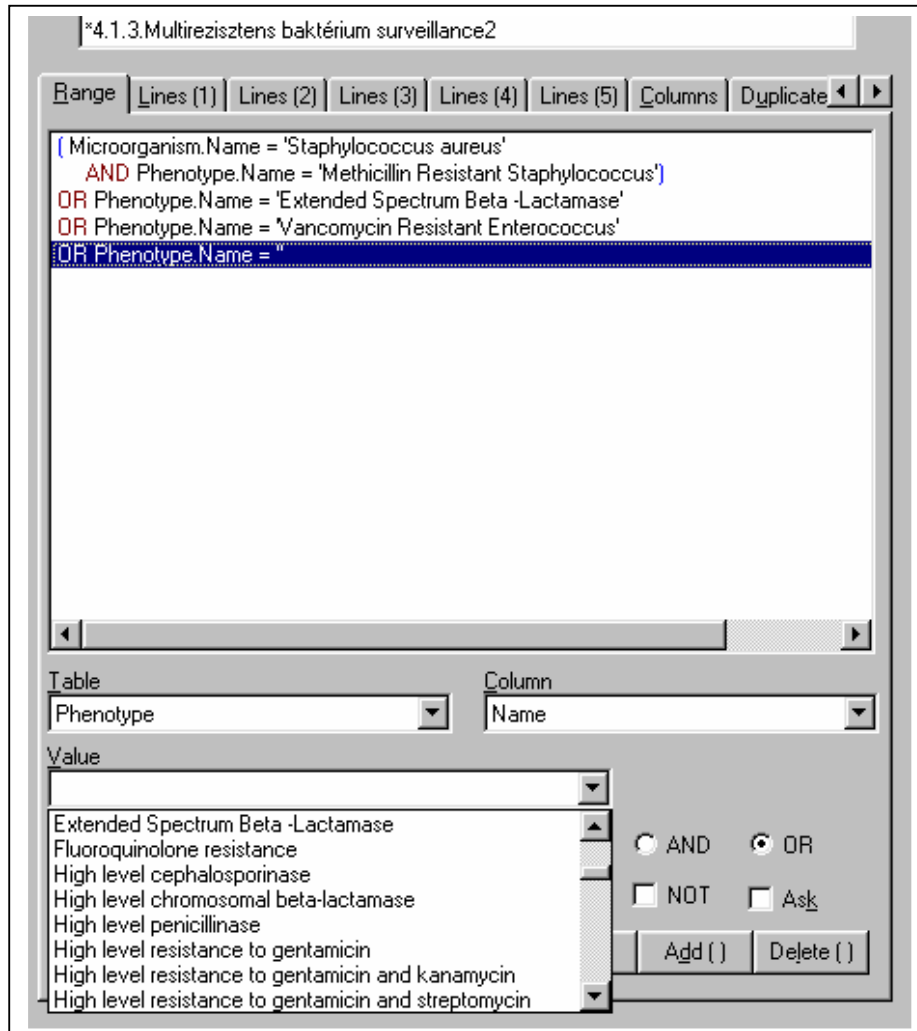 *4.1.3.Multirezisztens baktérium surveillance2
Range Lines (1) Lines (2) Lines (3) Lines (4) Lines (5) Columns Duplicate
( Microorganism.Name = 'Staphylococcus aureus'
AND Phenotype.Name = 'Methicillin Resistant Staphylococcus')
OR Phenotype.Name = 'Extended Spectrum Beta -Lactamase'
OR Phenotype.Name = 'Vancomycin Resistant Enterococcus'
OR Phenotype.Name = ''
Table Column
Phenotype Name
Value
Extended Spectrum Beta -Lactamase
Fluoroquinolone resistance
High level cephalosporinase
High level chromosomal beta-lactamase
High level penicillinase
High level resistance to gentamicin
High level resistance to gentamicin and kanamycin
High level resistance to gentamicin and streptomycin
AND OR
NOT Ask
Add ( ) Delete ( )